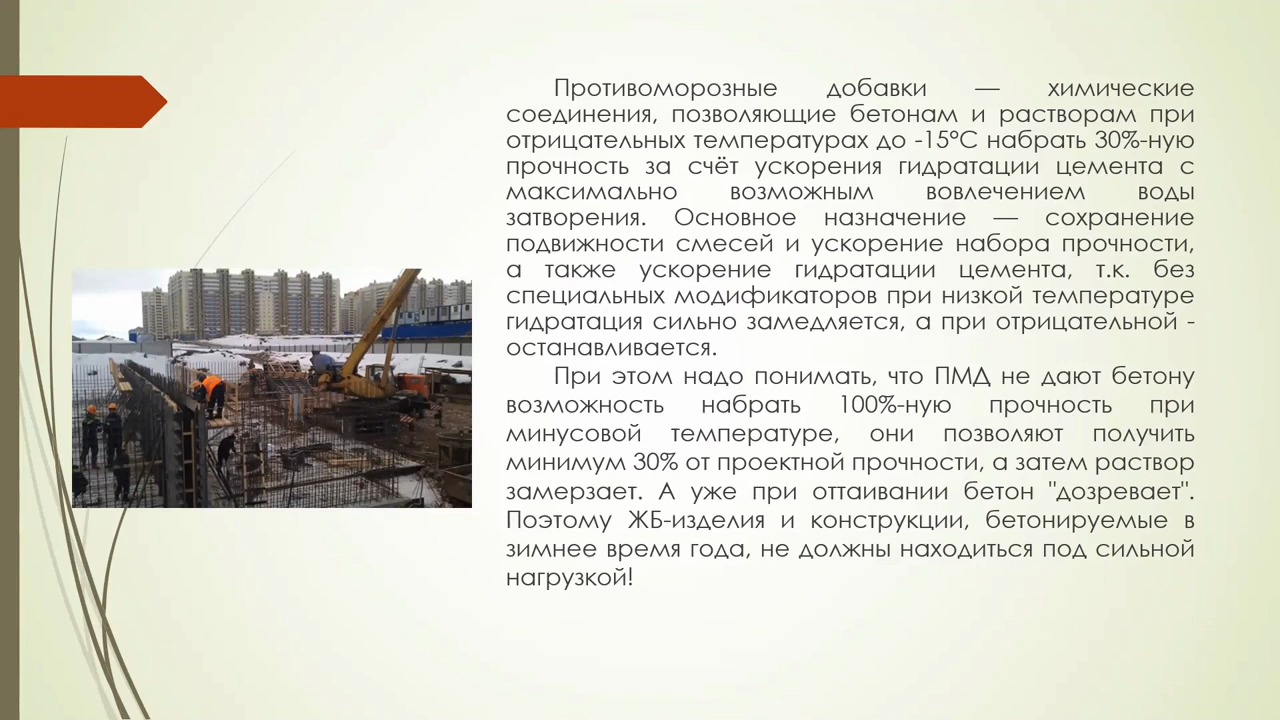 Противоморозные добавки — химические
соединения, позволяющие бетонам и растворам при
отрицательных температурах до -15°С набрать 30%-ную
прочность за счёт ускорения гидратации цемента с
максимально возможным вовлечением воды
затворения. Основное назначение — сохранение
подвижности смесей и ускорение набора прочности,
а также ускорение гидратации цемента, т.к. без
специальных модификаторов при низкой температуре
гидратация сильно замедляется, а при отрицательной -
останавливается.
При этом надо понимать, что ПМД не дают бетону
возможность набрать 100%-ную прочность при
минусовой температуре, они позволяют получить
минимум 30% от проектной прочности, а затем раствор
замерзает. А уже при оттаивании бетон "дозревает".
Поэтому ЖБ-изделия и конструкции, бетонируемые в
зимнее время года, не должны находиться под сильной
нагрузкой!